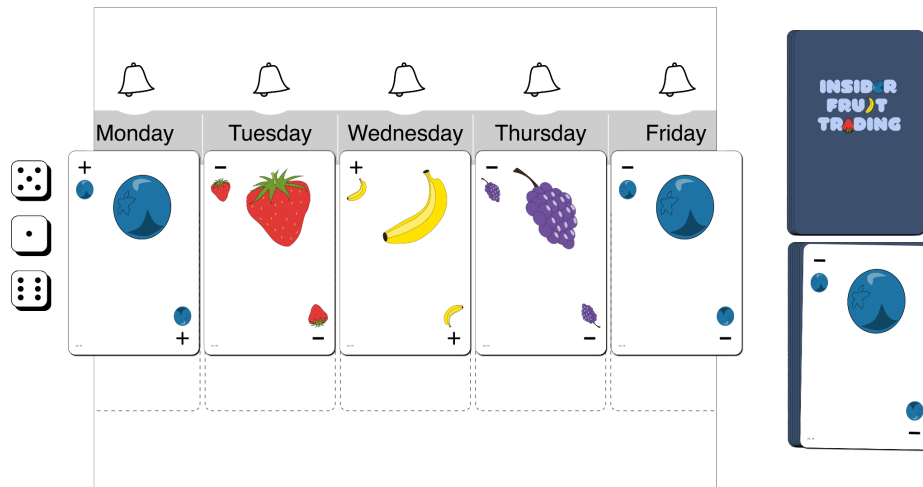 Monday
Tuesday
Wednesday
Thursday
Friday
INSIDER
FRUIT
TRADING
+
+
-
-
+
+
-
-
-
-
-
-